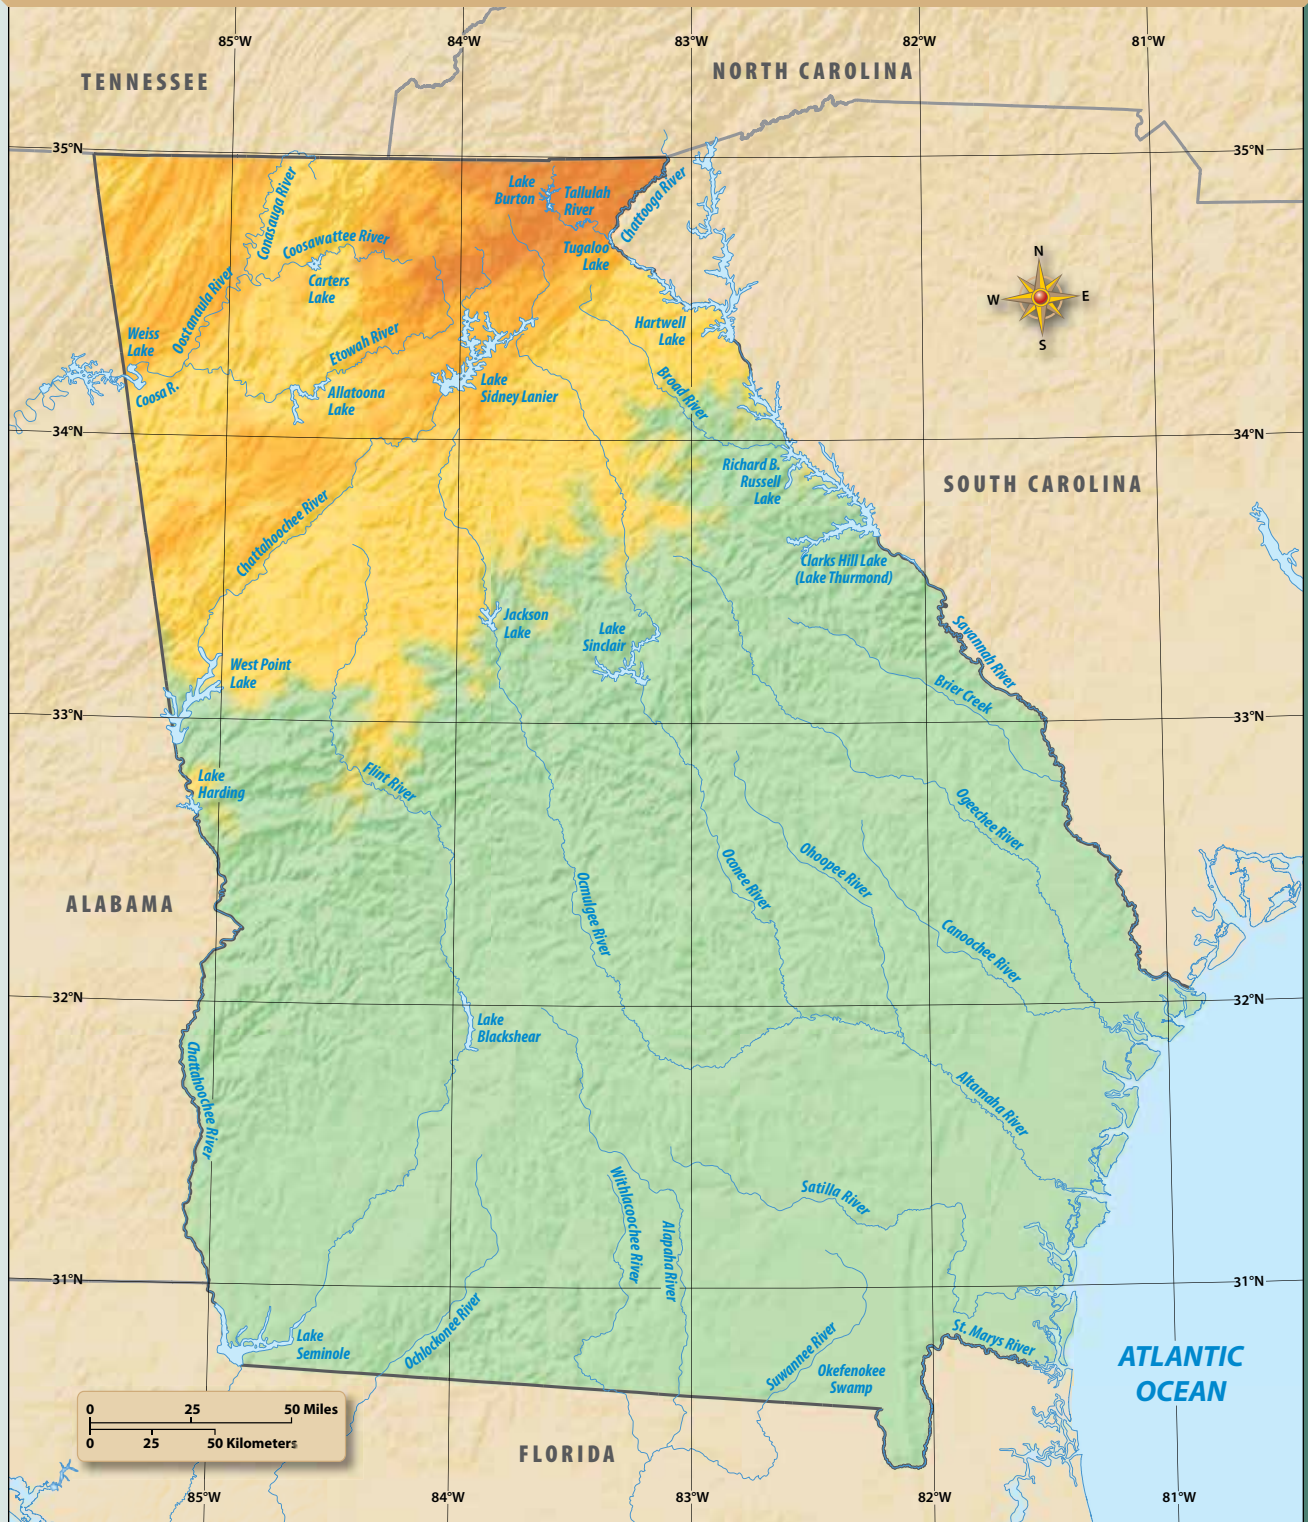 85°W
84°W
83°W
82°W
81°W
TENNESSEE
NORTH CAROLINA
35°N
35°N
Lake
Burton
Tallulah
River
Chattooga River
Conasauga River
Coosawattee River
Tugaloo
Lake
Carters
Lake
N
W
E
S
Oostanaula River
Weiss
Lake
Etowah River
Hartwell
Lake
Coosa R.
Allatoona
Lake
Lake
Sidney Lanier
Broad River
34°N
34°N
Richard B.
Russell
Lake
SOUTH CAROLINA
Chattahoochee River
Clarks Hill Lake
(Lake Thurmond)
Jackson
Lake
Lake
Sinclair
Savannah River
West Point
Lake
Brier Creek
33°N
33°N
Lake
Harding
Flint River
Ogeechee River
Ocmulgee River
Oconee River
Ohoopee River
ALABAMA
Canoochee River
32°N
32°N
Lake
Blackshear
Chattahoochee River
Altamaha River
Withlacoochee River
Alapaha River
Satilla River
31°N
31°N
Lake
Seminole
Ochlockonee River
Suwannee River
Okefenokee
Swamp
St. Marys River
ATLANTIC
OCEAN
0 25 50 Miles
0 25 50 Kilometers
FLORIDA
85°W
84°W
83°W
82°W
81°W